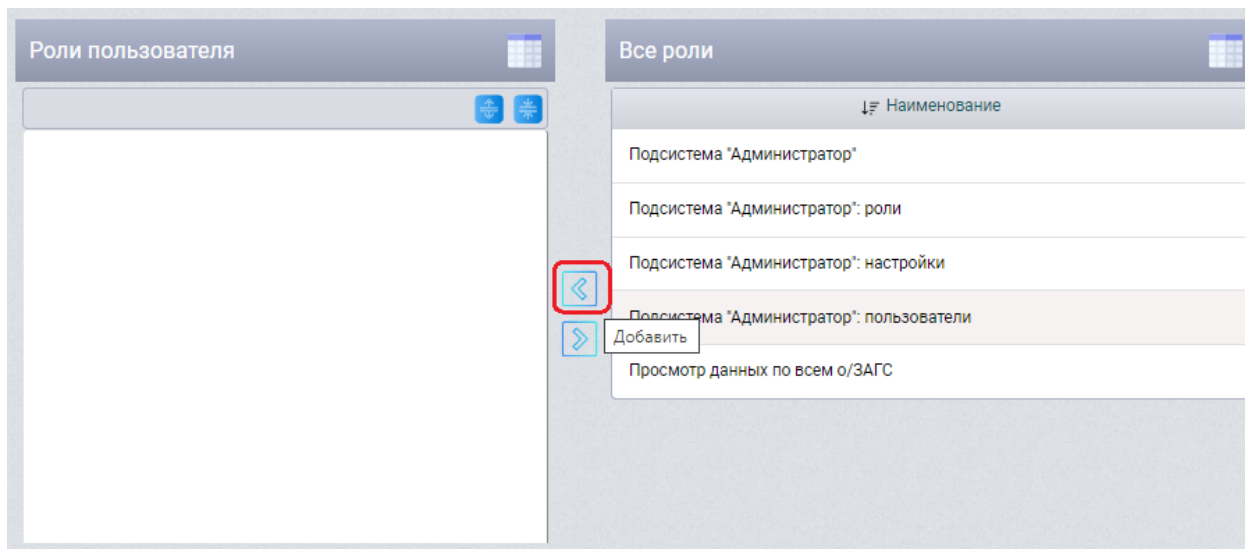 Роли пользователя
Все роли
Наименование
Подсистема "Администратор"
Подсистема "Администратор": роли
Подсистема "Администратор": настройки
Подсистема "Администратор": пользователи
Добавить
Просмотр данных по всем о/ЗАГС